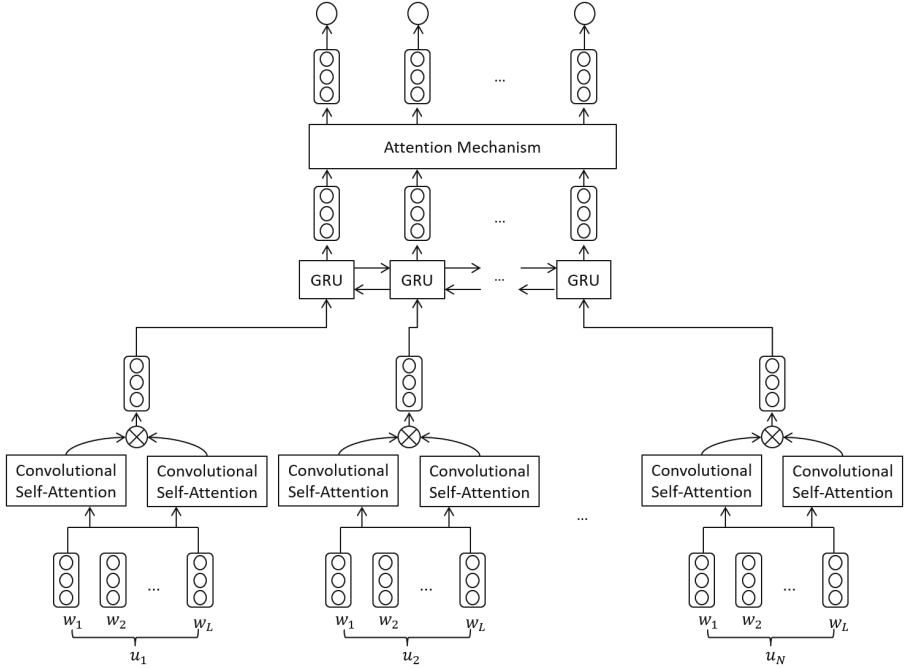 ...
Attention Mechanism
...
GRU GRU ... GRU
Convolutional Self-Attention
Convolutional Self-Attention
Convolutional Self-Attention
Convolutional Self-Attention
Convolutional Self-Attention
Convolutional Self-Attention
...
w1 w2 ... wL
u1
w1 w2 ... wL
u2
w1 w2 ... wL
uN